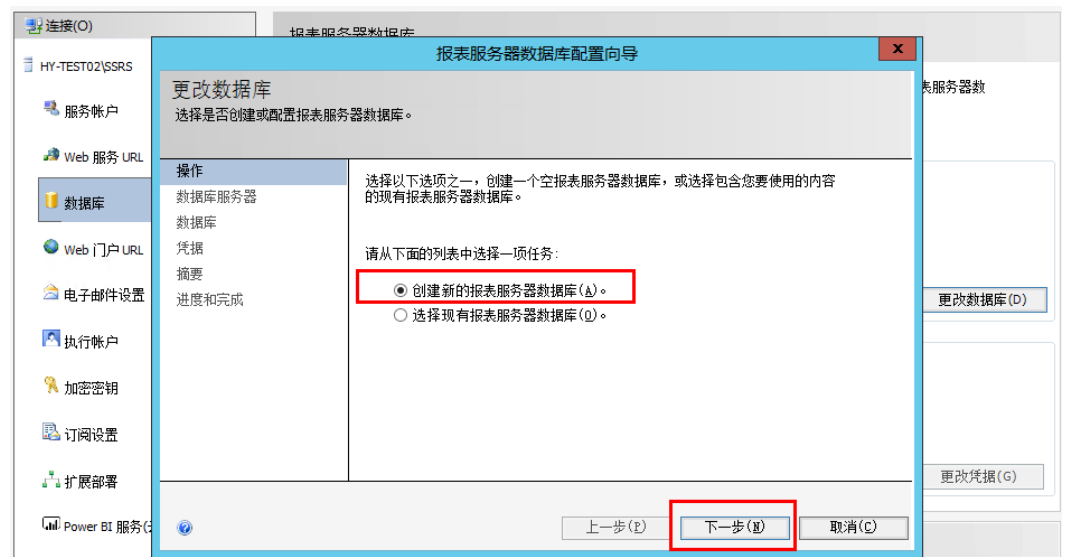 连接(O)
报表服务器数据库
HY-TEST02\SSRS
服务帐户
Web 服务 URL
数据库
Web 门户 URL
电子邮件设置
执行帐户
加密密钥
订阅设置
扩展部署
Power BI 服务(
报表服务器数据库配置向导
x
更改数据库
选择是否创建或配置报表服务器数据库。
操作
数据库服务器
数据库
凭据
摘要
进度和完成
选择以下选项之一，创建一个空报表服务器数据库，或选择包含您要使用的内容
的现有报表服务器数据库。
请从下面的列表中选择一项任务:
创建新的报表服务器数据库(A)。
选择现有报表服务器数据库(O)。
上一步(P)
下一步(N)
取消(C)
表服务器数
更改数据库(D)
更改凭据(G)